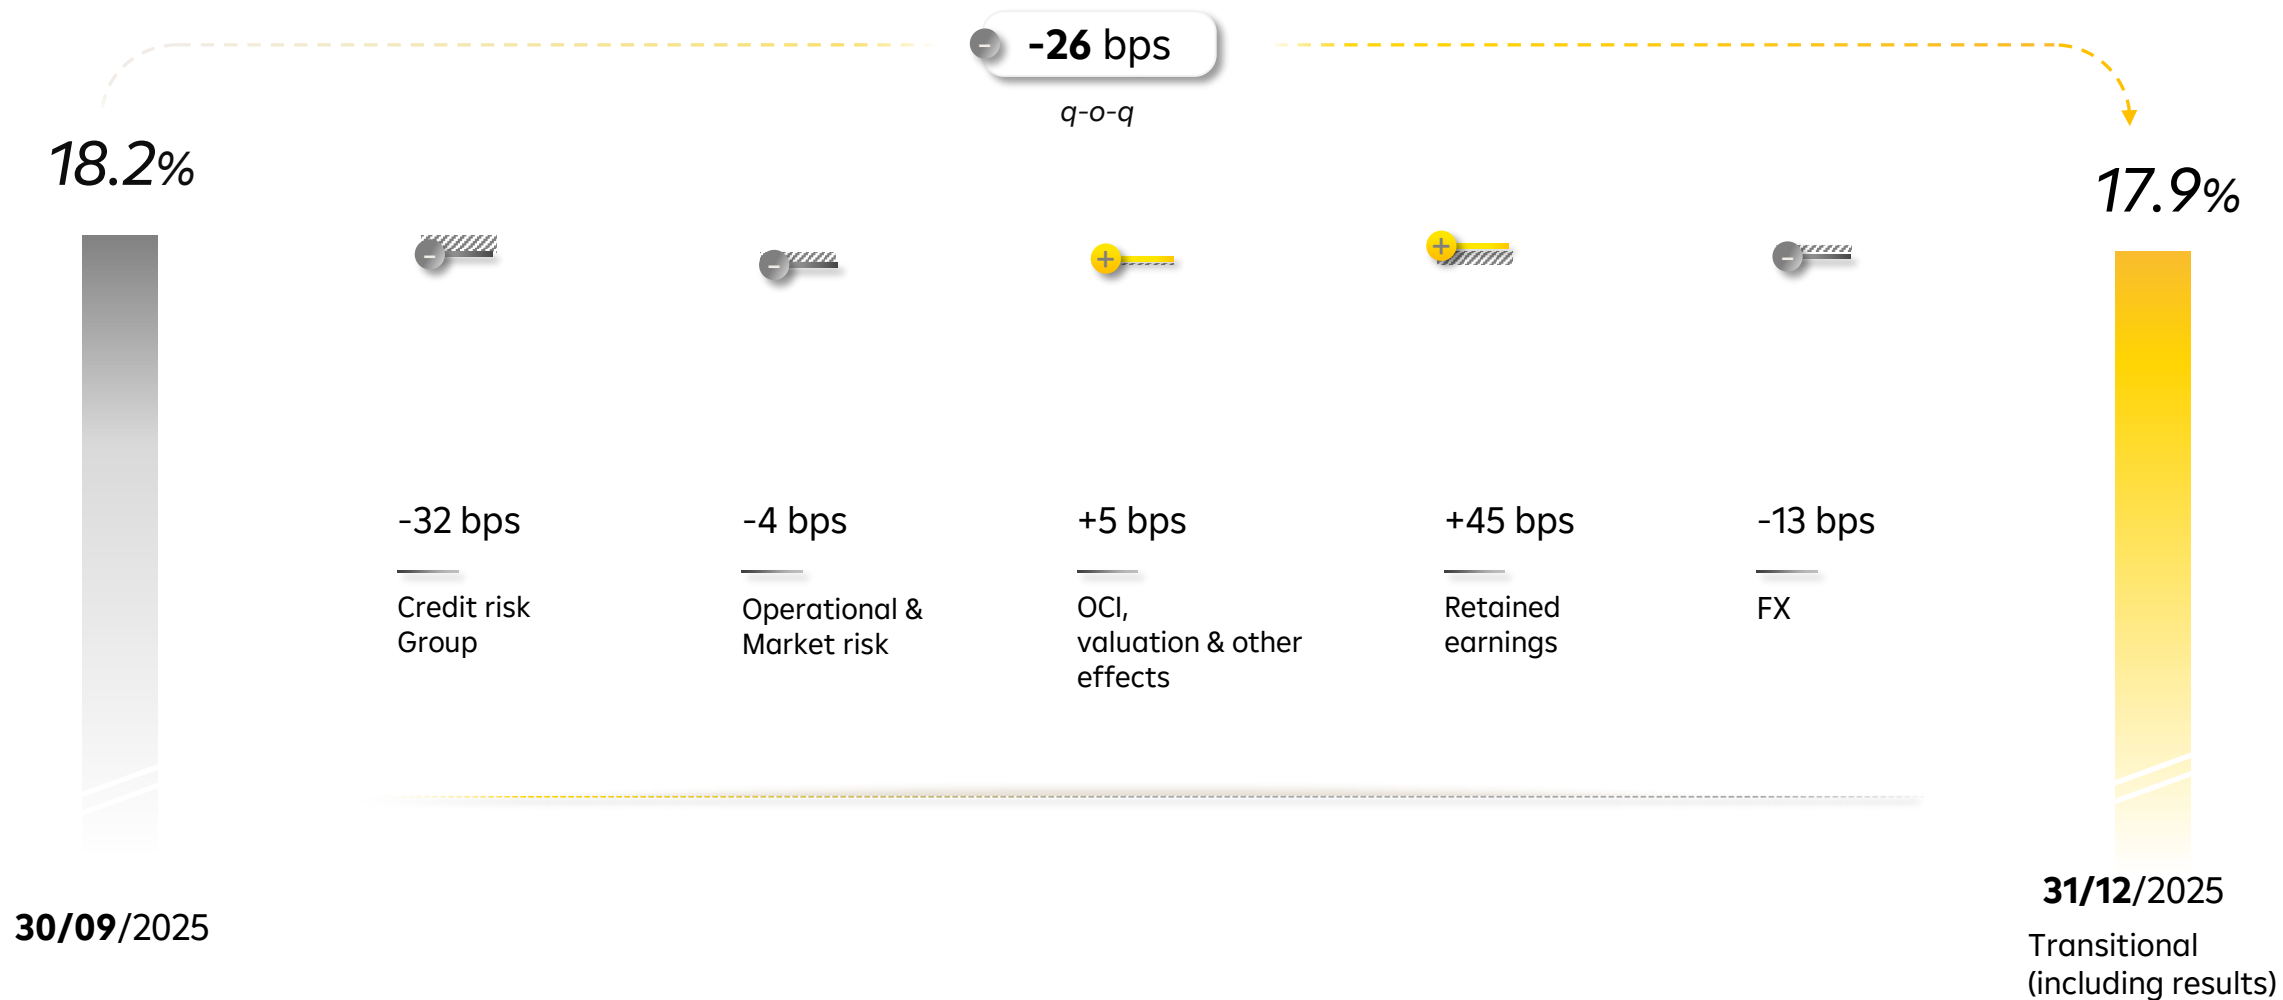 -26 bps
q-o-q
18.2%
17.9%
-32 bps
Credit risk
Group
-4 bps
Operational &
Market risk
+5 bps
OCI,
valuation & other
effects
+45 bps
Retained
earnings
-13 bps
FX
30/09/2025
31/12/2025
Transitional
(including results)